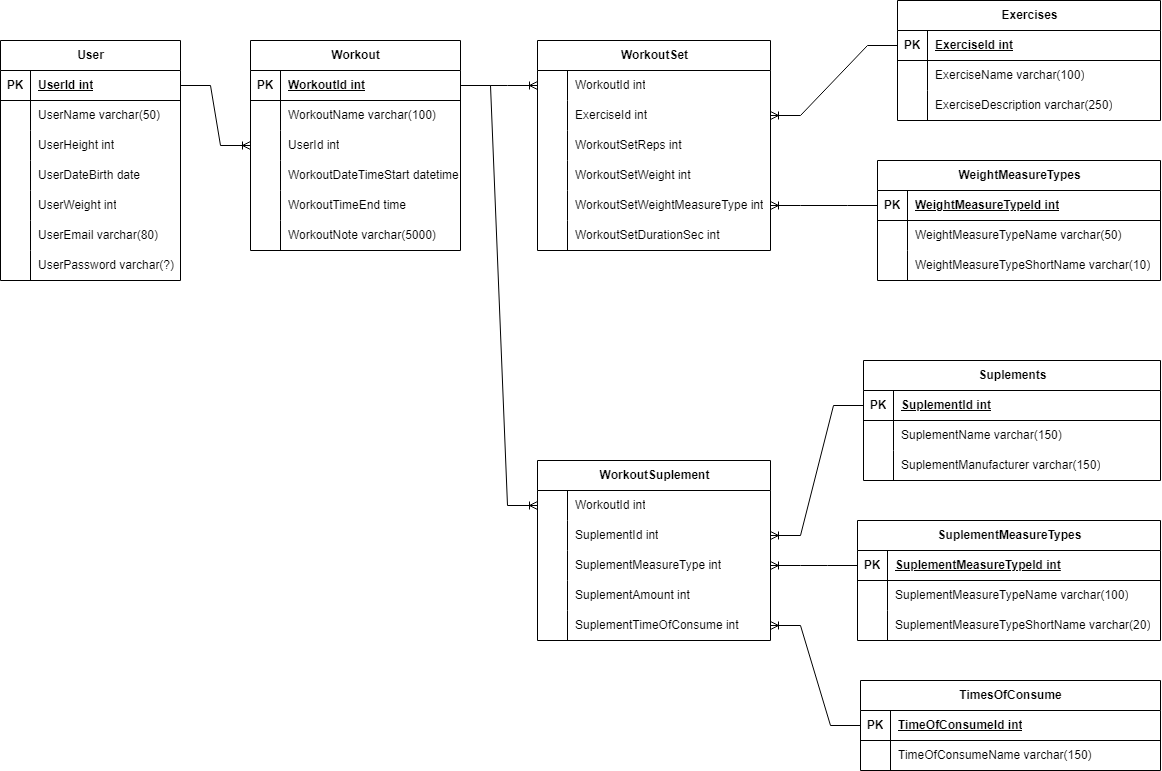 User
PK UserId int
UserName varchar(50)
UserHeight int
UserDateBirth date
UserWeight int
UserEmail varchar(80)
UserPassword varchar(?)
Workout
PK WorkoutId int
WorkoutName varchar(100)
UserId int
WorkoutDateTimeStart datetime
WorkoutTimeEnd time
WorkoutNote varchar(5000)
WorkoutSet
WorkoutId int
ExerciseId int
WorkoutSetReps int
WorkoutSetWeight int
WorkoutSetWeightMeasureType int
WorkoutSetDurationSec int
Exercises
PK ExerciseId int
ExerciseName varchar(100)
ExerciseDescription varchar(250)
WeightMeasureTypes
PK WeightMeasureTypeId int
WeightMeasureTypeName varchar(50)
WeightMeasureTypeShortName varchar(10)
WorkoutSuplement
WorkoutId int
SuplementId int
SuplementMeasureType int
SuplementAmount int
SuplementTimeOfConsume int
Suplements
PK SuplementId int
SuplementName varchar(150)
SuplementManufacturer varchar(150)
SuplementMeasureTypes
PK SuplementMeasureTypeId int
SuplementMeasureTypeName varchar(100)
SuplementMeasureTypeShortName varchar(20)
TimesOfConsume
PK TimeOfConsumeId int
TimeOfConsumeName varchar(150)